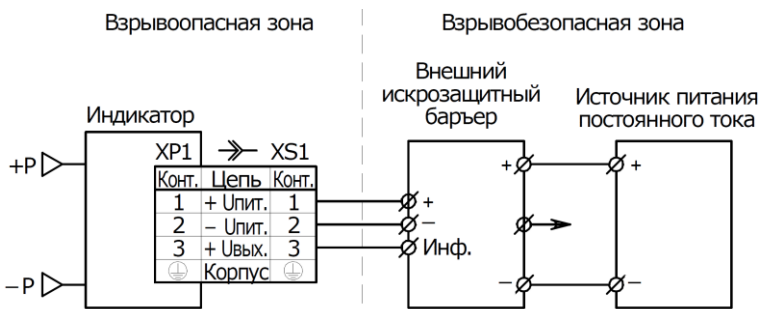 Взрывоопасная зона
Взрывобезопасная зона
Внешний
искрозащитный
барьер
Источник питания
постоянного тока
Индикатор
XP1 XS1
Конт. Цепь Конт.
1 + Uпит. 1
2 – Uпит. 2
3 + Uвых. 3
Корпус
+P
–P
+
–
Инф.
+
–
+
–